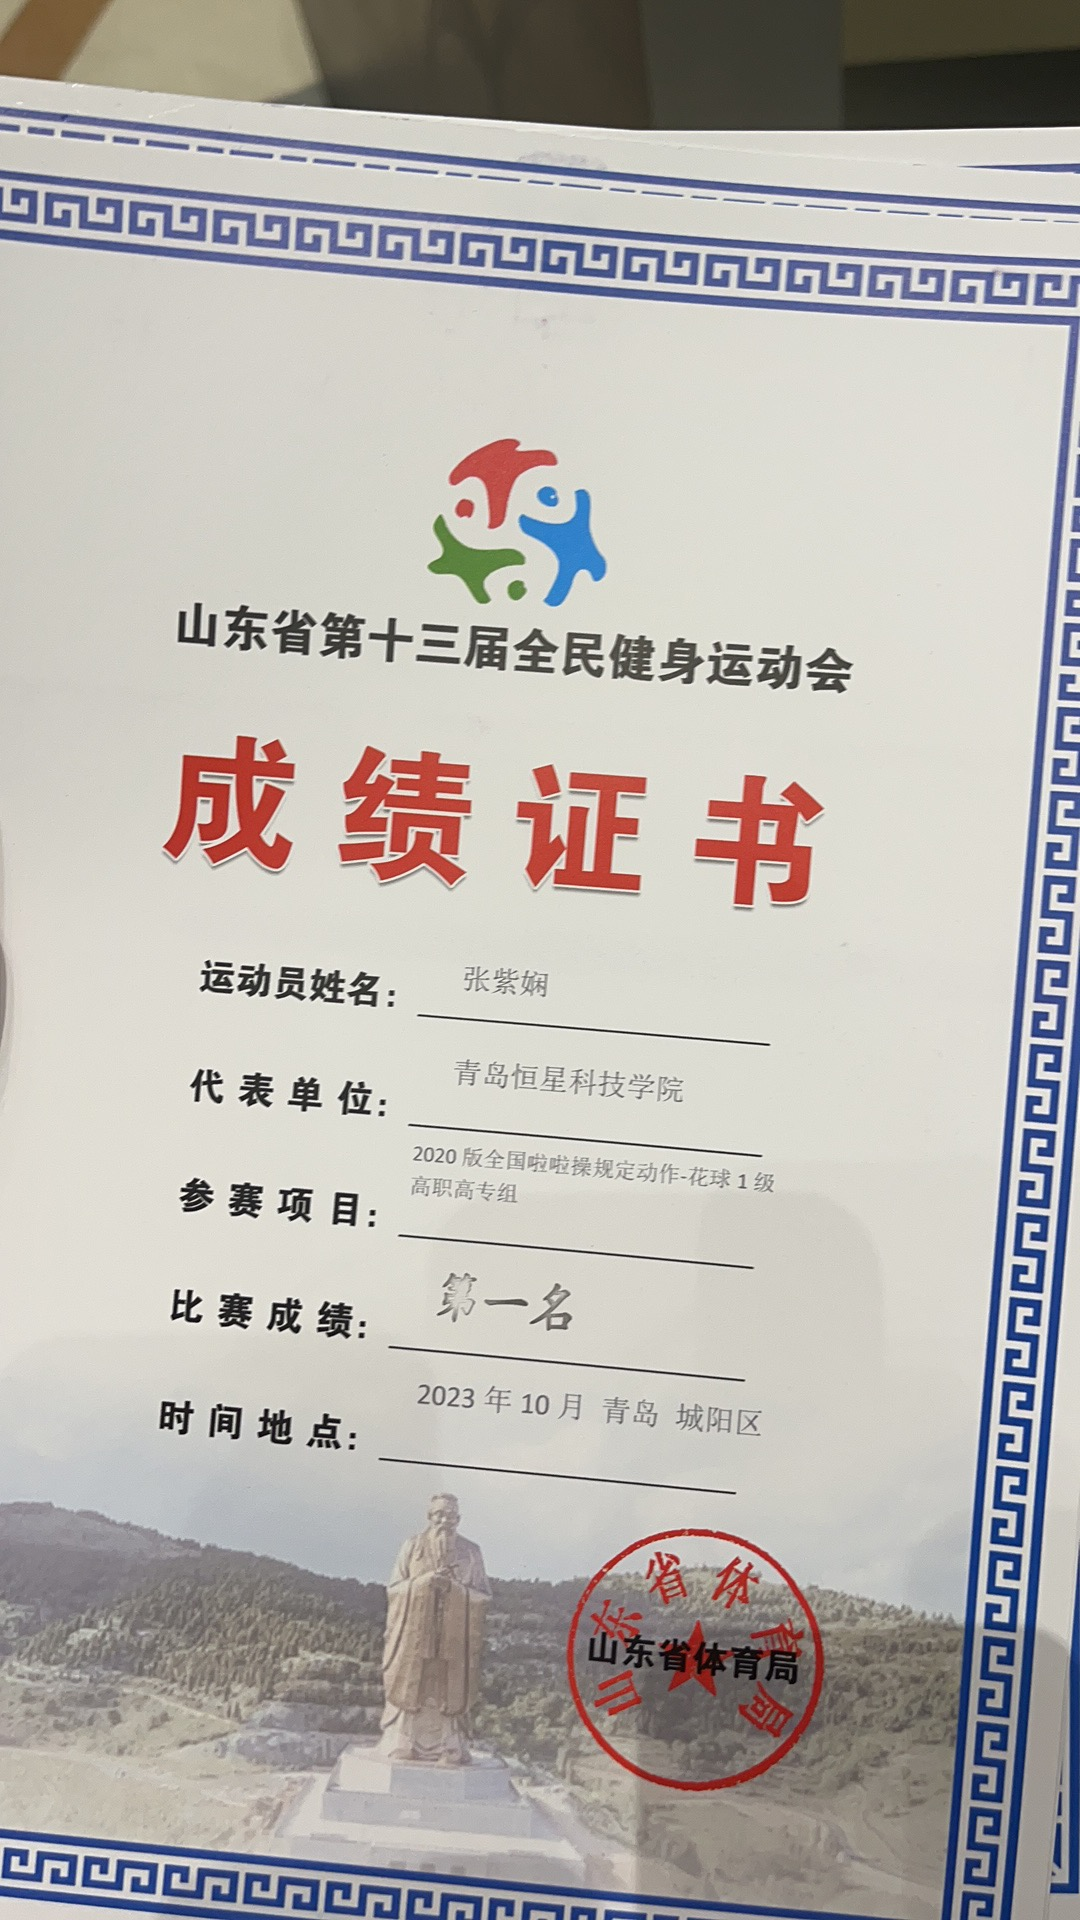 山东省第十三届全民健身运动会
成绩证书
运动员姓名: 张紫娴
代表单位: 青岛恒星科技学院
参赛项目: 2020 版全国啦啦操规定动作-花球 1 级
高职高专组
比赛成绩: 第一名
时间地点: 2023 年 10 月 青岛 城阳区
山东省体育局
山东省体育局